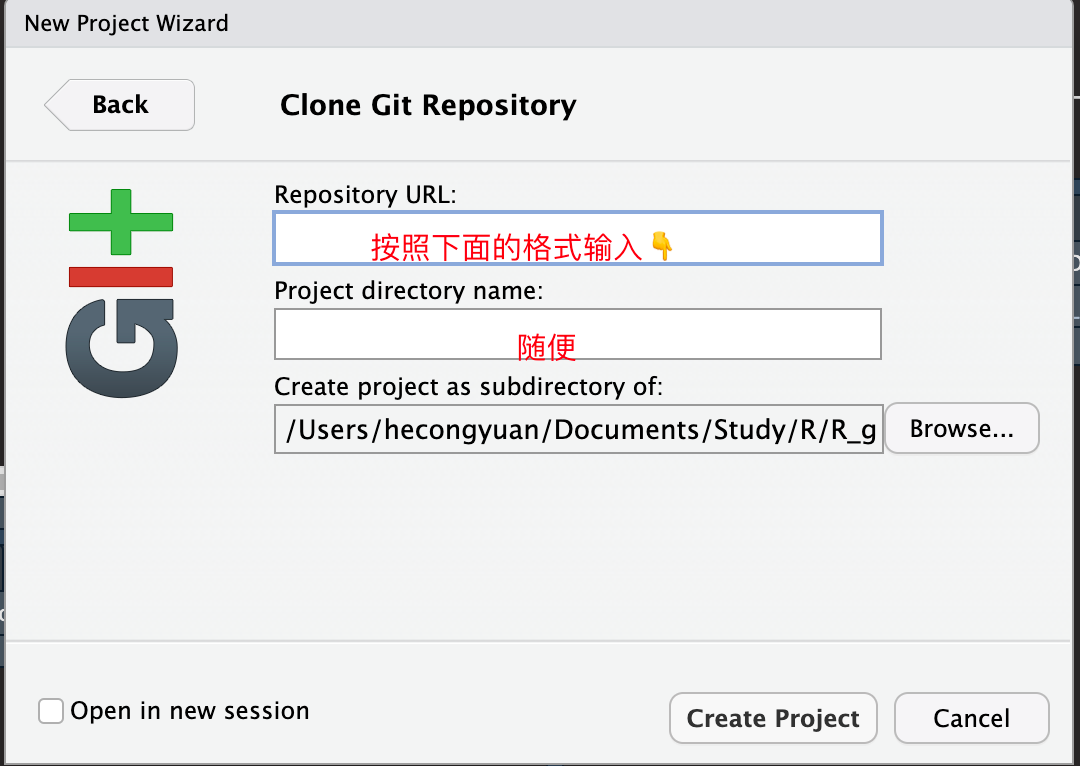 New Project Wizard
Back
Clone Git Repository
GIt
Repository URL:
按照下面的格式输入👇
Project directory name:
随便
Create project as subdirectory of:
/Users/hecongyuan/Documents/Study/R/R_g
Browse...
Open in new session
Create Project
Cancel